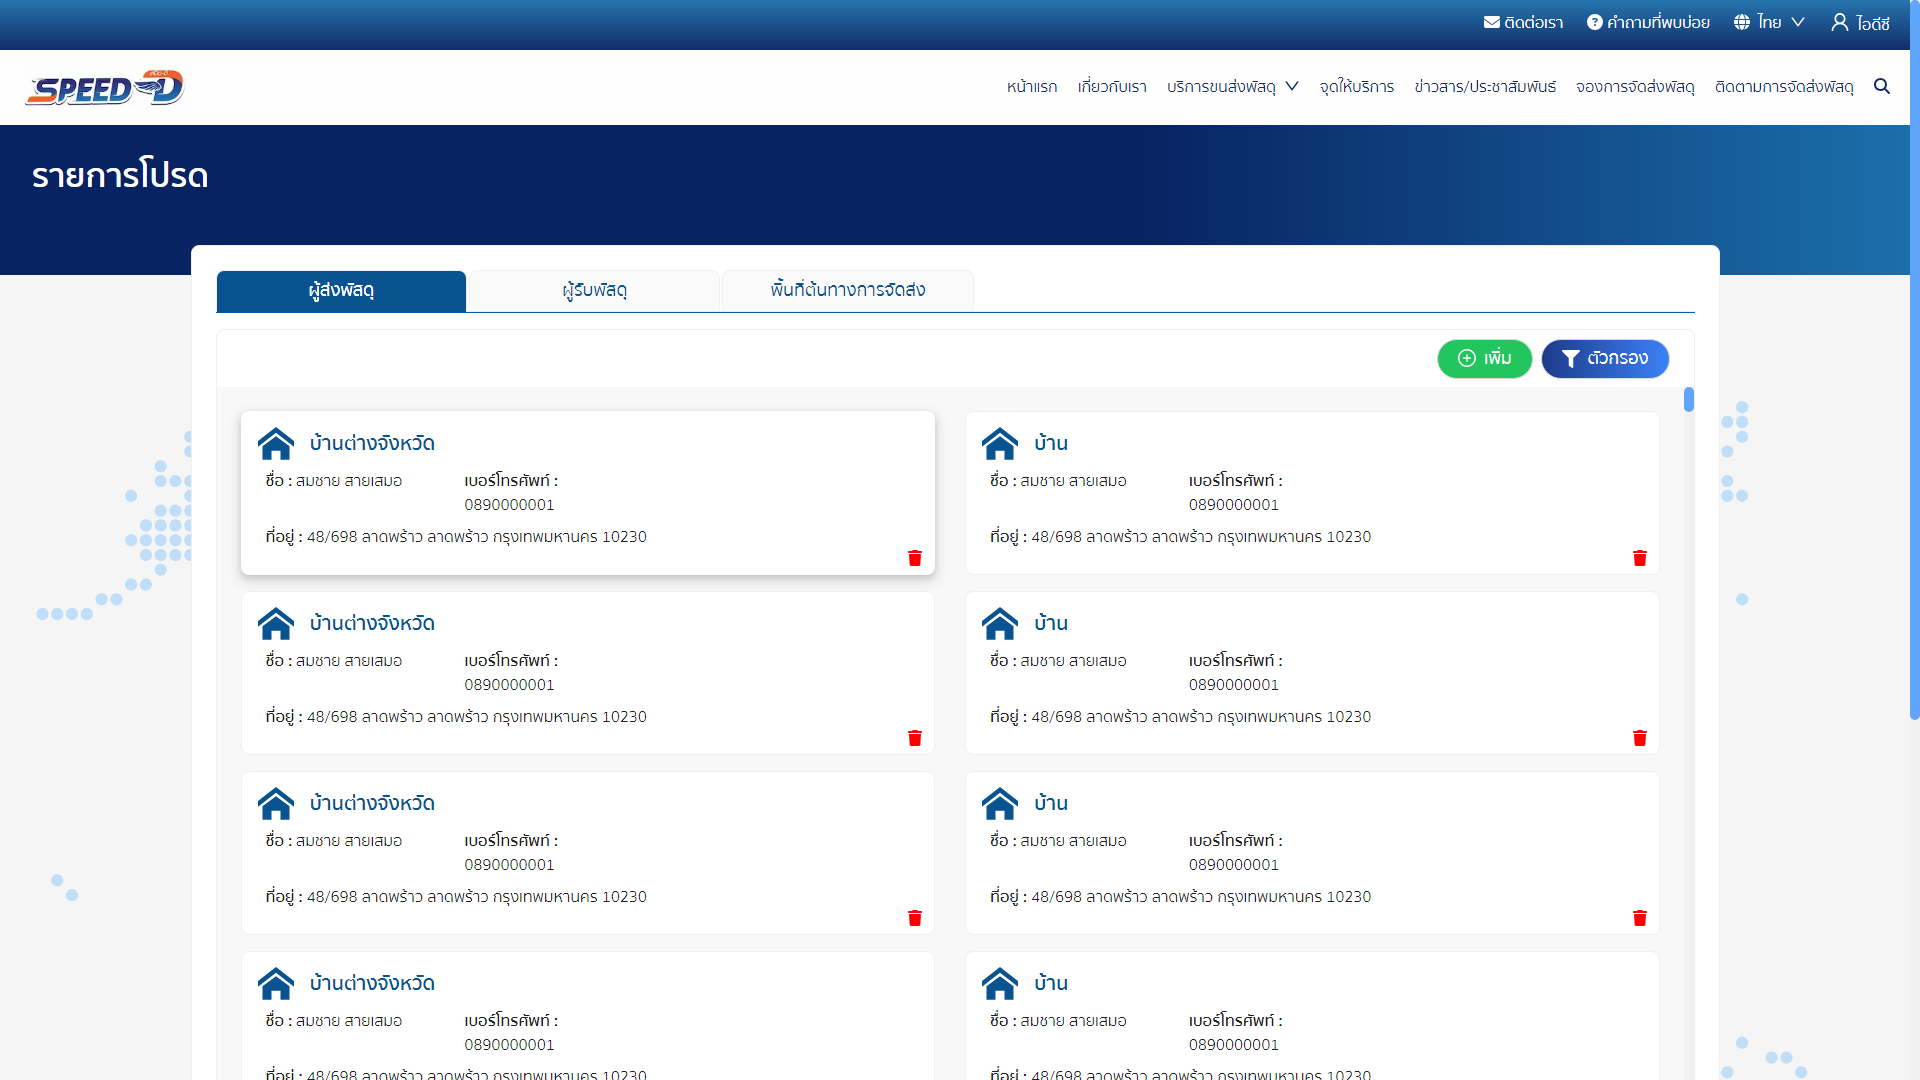 ติดต่อเรา คำถามที่พบบ่อย ไทย ไอดีซี
SPEED-D
หน้าแรก เกี่ยวกับเรา บริการขนส่งพัสดุ จุดให้บริการ ข่าวสาร/ประชาสัมพันธ์ จองการจัดส่งพัสดุ ติดตามการจัดส่งพัสดุ
รายการโปรด
ผู้ส่งพัสดุ ผู้รับพัสดุ พื้นที่ต้นทางการจัดส่ง
เพิ่ม ตัวกรอง
บ้านต่างจังหวัด
ชื่อ : สมชาย สายเสมอ เบอร์โทรศัพท์ :
0890000001
ที่อยู่ : 48/698 ลาดพร้าว ลาดพร้าว กรุงเทพมหานคร 10230
บ้าน
ชื่อ : สมชาย สายเสมอ เบอร์โทรศัพท์ :
0890000001
ที่อยู่ : 48/698 ลาดพร้าว ลาดพร้าว กรุงเทพมหานคร 10230
บ้านต่างจังหวัด
ชื่อ : สมชาย สายเสมอ เบอร์โทรศัพท์ :
0890000001
ที่อยู่ : 48/698 ลาดพร้าว ลาดพร้าว กรุงเทพมหานคร 10230
บ้าน
ชื่อ : สมชาย สายเสมอ เบอร์โทรศัพท์ :
0890000001
ที่อยู่ : 48/698 ลาดพร้าว ลาดพร้าว กรุงเทพมหานคร 10230
บ้านต่างจังหวัด
ชื่อ : สมชาย สายเสมอ เบอร์โทรศัพท์ :
0890000001
ที่อยู่ : 48/698 ลาดพร้าว ลาดพร้าว กรุงเทพมหานคร 10230
บ้าน
ชื่อ : สมชาย สายเสมอ เบอร์โทรศัพท์ :
0890000001
ที่อยู่ : 48/698 ลาดพร้าว ลาดพร้าว กรุงเทพมหานคร 10230
บ้านต่างจังหวัด
ชื่อ : สมชาย สายเสมอ เบอร์โทรศัพท์ :
0890000001
ที่อยู่ : 48/698 ลาดพร้าว ลาดพร้าว กรุงเทพมหานคร 10230
บ้าน
ชื่อ : สมชาย สายเสมอ เบอร์โทรศัพท์ :
0890000001
ที่อยู่ : 48/698 ลาดพร้าว ลาดพร้าว กรุงเทพมหานคร 10230